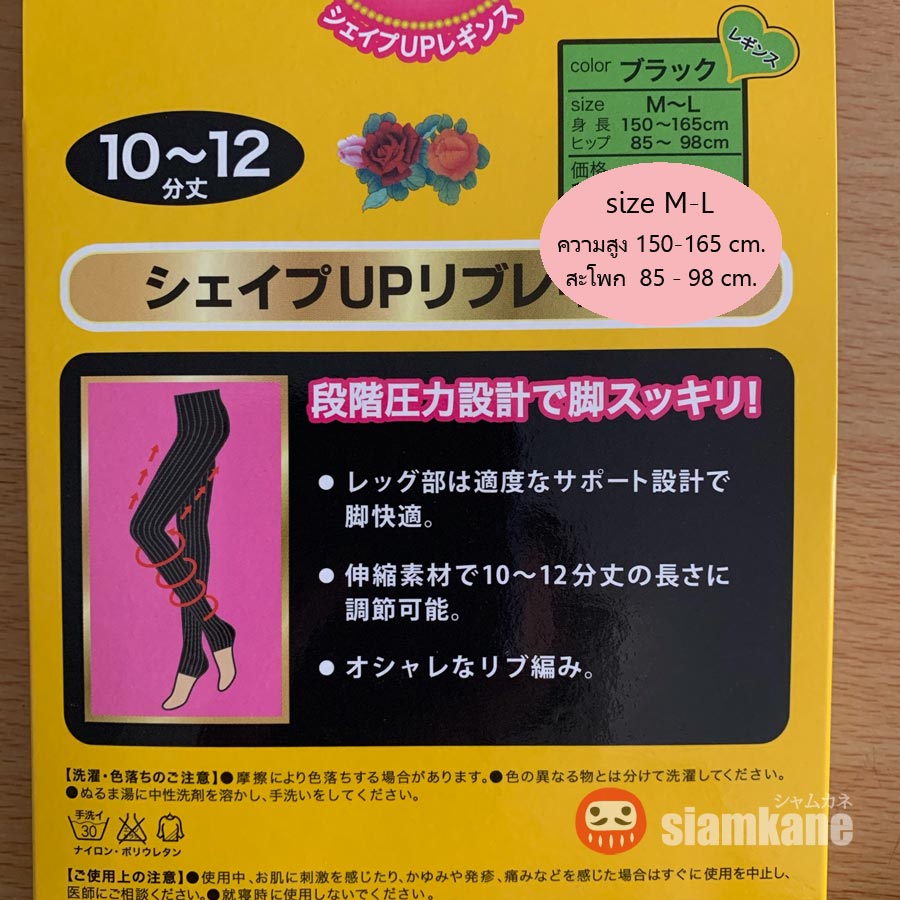 シェイプUPレギンス
レギンス
color ブラック
size M〜L
身長 150〜165cm
ヒップ 85〜 98cm
価格
10〜12
分丈
size M-L
ความสูง 150-165 cm.
สะโพก 85 - 98 cm.
シェイプUPリブレ
段階圧力設計で脚スッキリ!
● レッグ部は適度なサポート設計で
脚快適。
● 伸縮素材で10〜12分丈の長さに
調節可能。
● オシャレなリブ編み。
【洗濯・色落ちのご注意】●摩擦により色落ちする場合があります。●色の異なる物とは分けて洗濯してください。
●ぬるま湯に中性洗剤を溶かし、手洗いをしてください。
手洗イ
30
ナイロン・ポリウレタン
シャムカネ
siamkane
【ご使用上の注意】●使用中、お肌に刺激を感じたり、かゆみや発疹、痛みなどを感じた場合はすぐに使用を中止し、
医師にご相談ください。●就寝時に使用しないでください。